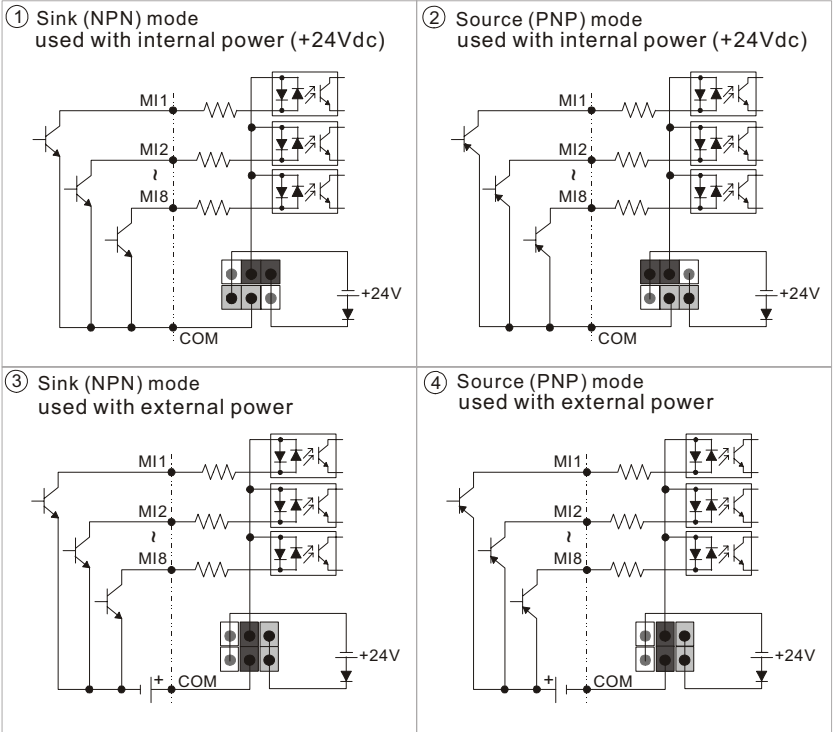 ① Sink (NPN) mode
used with internal power (+24Vdc)
MI1
MI2
~
MI8
+24V
COM
② Source (PNP) mode
used with internal power (+24Vdc)
MI1
MI2
~
MI8
+24V
COM
③ Sink (NPN) mode
used with external power
MI1
MI2
~
MI8
+24V
+
COM
④ Source (PNP) mode
used with external power
MI1
MI2
~
MI8
+24V
+
COM